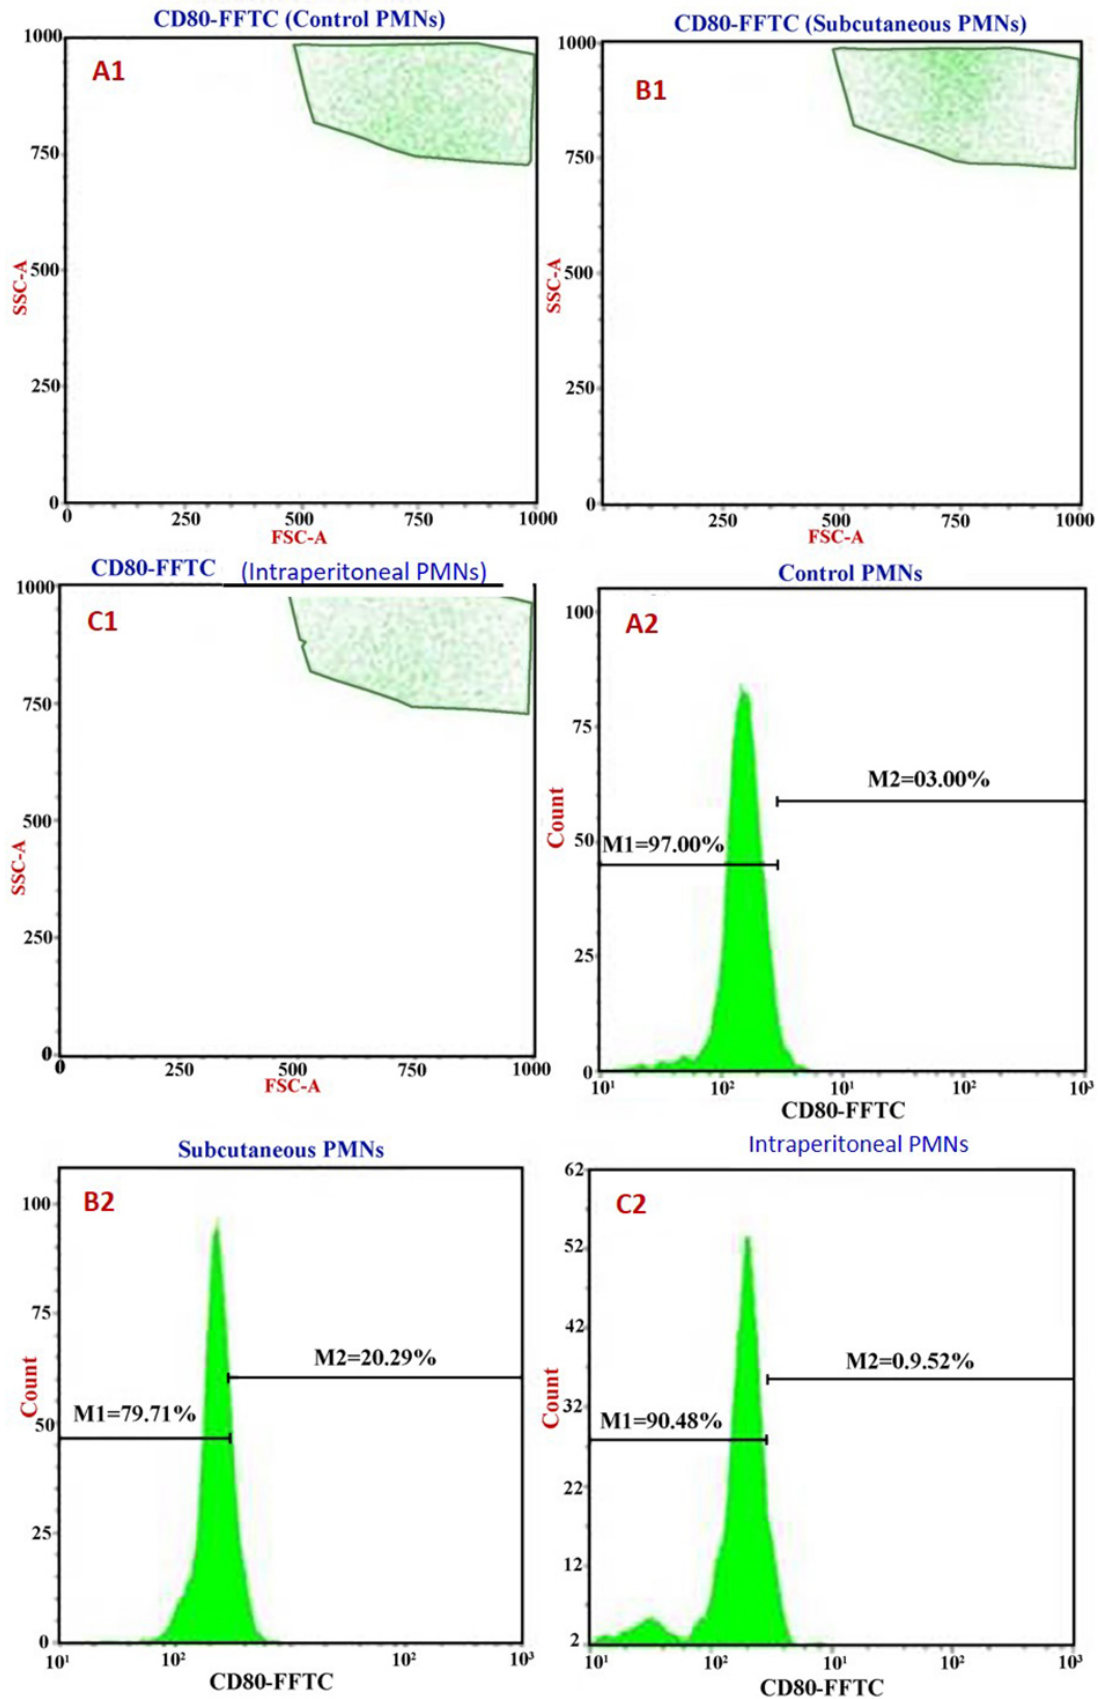 CD80-FFTC (Control PMNs)
A1
1000
750
500
250
0
SSC-A
0 250 500 750 1000
FSC-A
CD80-FFTC (Subcutaneous PMNs)
B1
1000
750
500
250
0
SSC-A
250 500 750 1000
FSC-A
CD80-FFTC (Intraperitoneal PMNs)
C1
1000
750
500
250
0
SSC-A
0 250 500 750 1000
FSC-A
Control PMNs
A2
100
75
50
25
0
Count
M2=03.00%
M1=97.00%
10¹ 10² 10¹ 10² 10³
CD80-FFTC
Subcutaneous PMNs
B2
100
75
50
25
0
Count
M2=20.29%
M1=79.71%
10¹ 10² 10² 10³
CD80-FFTC
Intraperitoneal PMNs
C2
62
52
42
32
22
12
2
Count
M2=0.9.52%
M1=90.48%
10¹ 10² 10¹ 10² 10³
CD80-FFTC